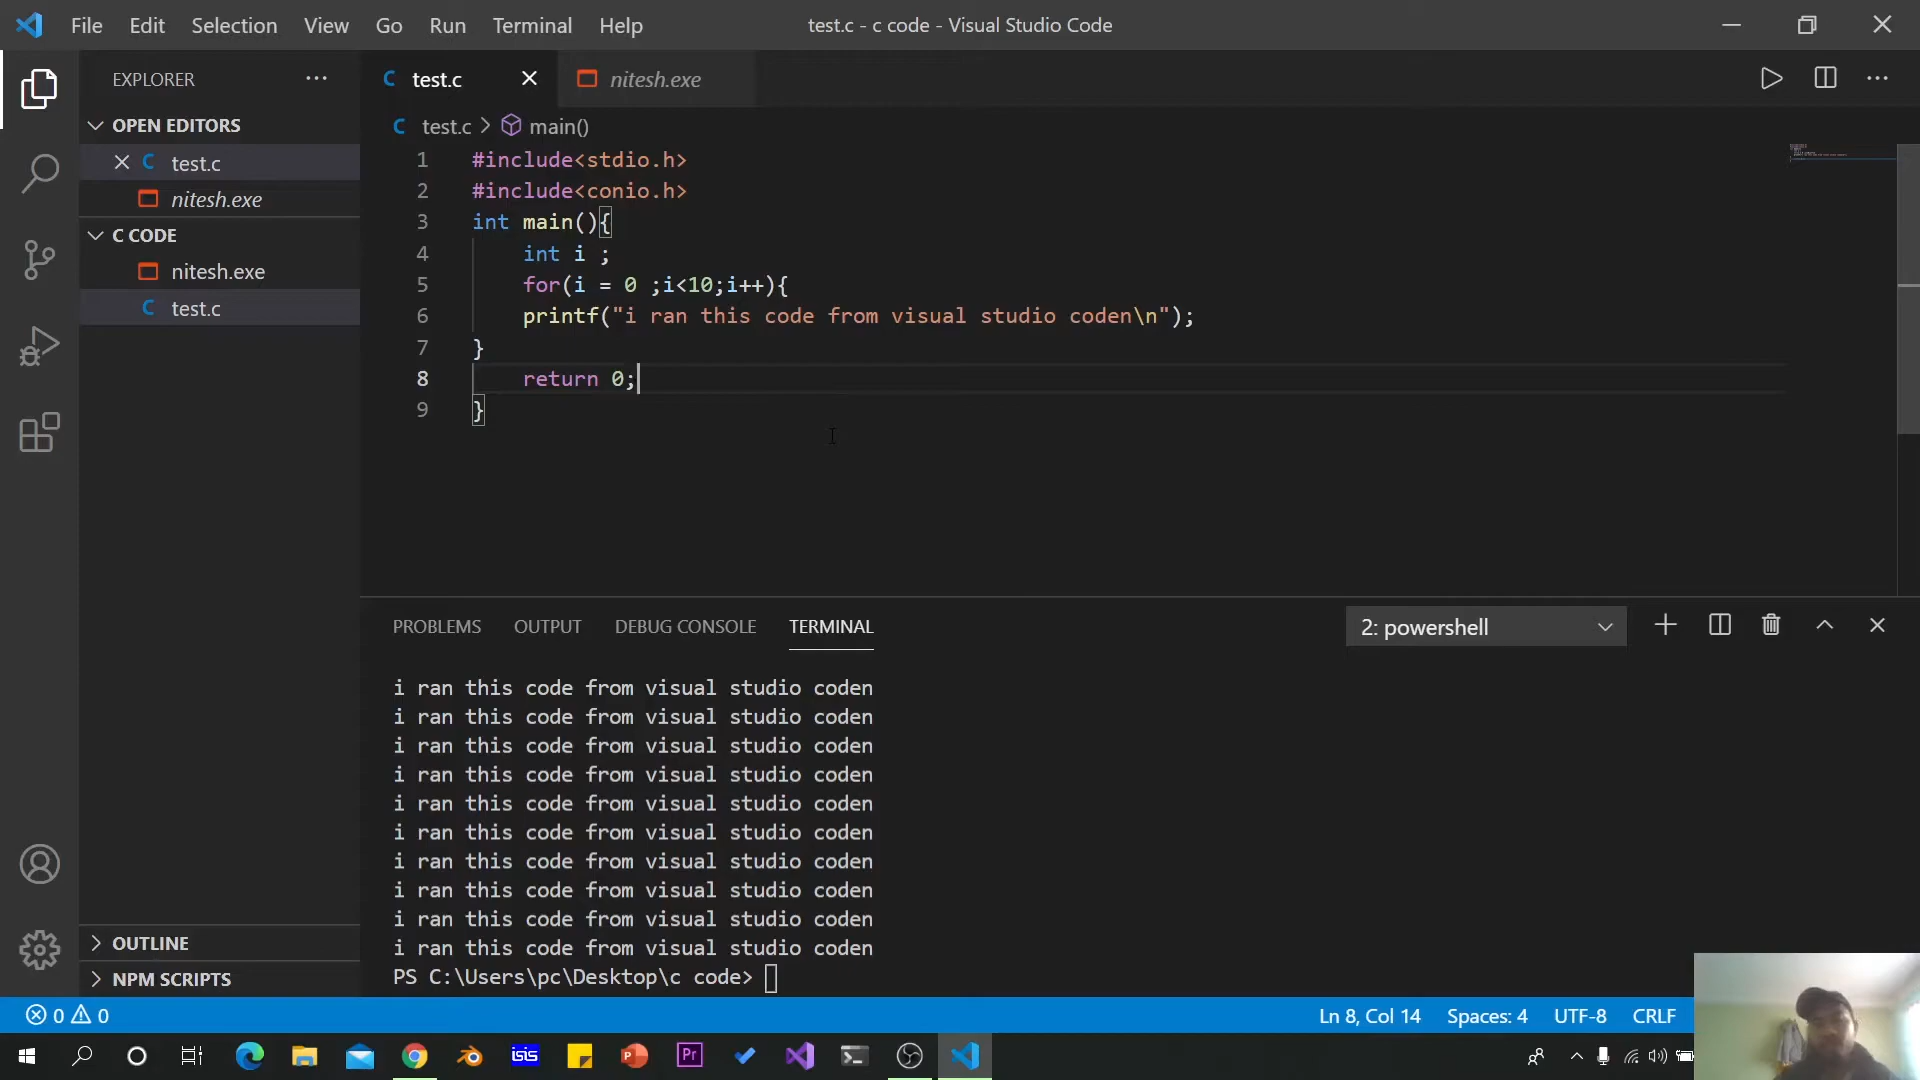 File Edit Selection View Go Run Terminal Help test.c - c code - Visual Studio Code
EXPLORER
OPEN EDITORS
test.c
nitesh.exe
C CODE
nitesh.exe
test.c
OUTLINE
NPM SCRIPTS
test.c nitesh.exe
test.c > main()
1 #include<stdio.h>
2 #include<conio.h>
3 int main(){
4 int i ;
5 for(i = 0 ;i<10;i++){
6 printf("i ran this code from visual studio coden\n");
7 }
8 return 0;
9 }
PROBLEMS OUTPUT DEBUG CONSOLE TERMINAL 2: powershell
i ran this code from visual studio coden
i ran this code from visual studio coden
i ran this code from visual studio coden
i ran this code from visual studio coden
i ran this code from visual studio coden
i ran this code from visual studio coden
i ran this code from visual studio coden
i ran this code from visual studio coden
i ran this code from visual studio coden
i ran this code from visual studio coden
PS C:\Users\pc\Desktop\c code>
0 0 Ln 8, Col 14 Spaces: 4 UTF-8 CRLF
isis Pr